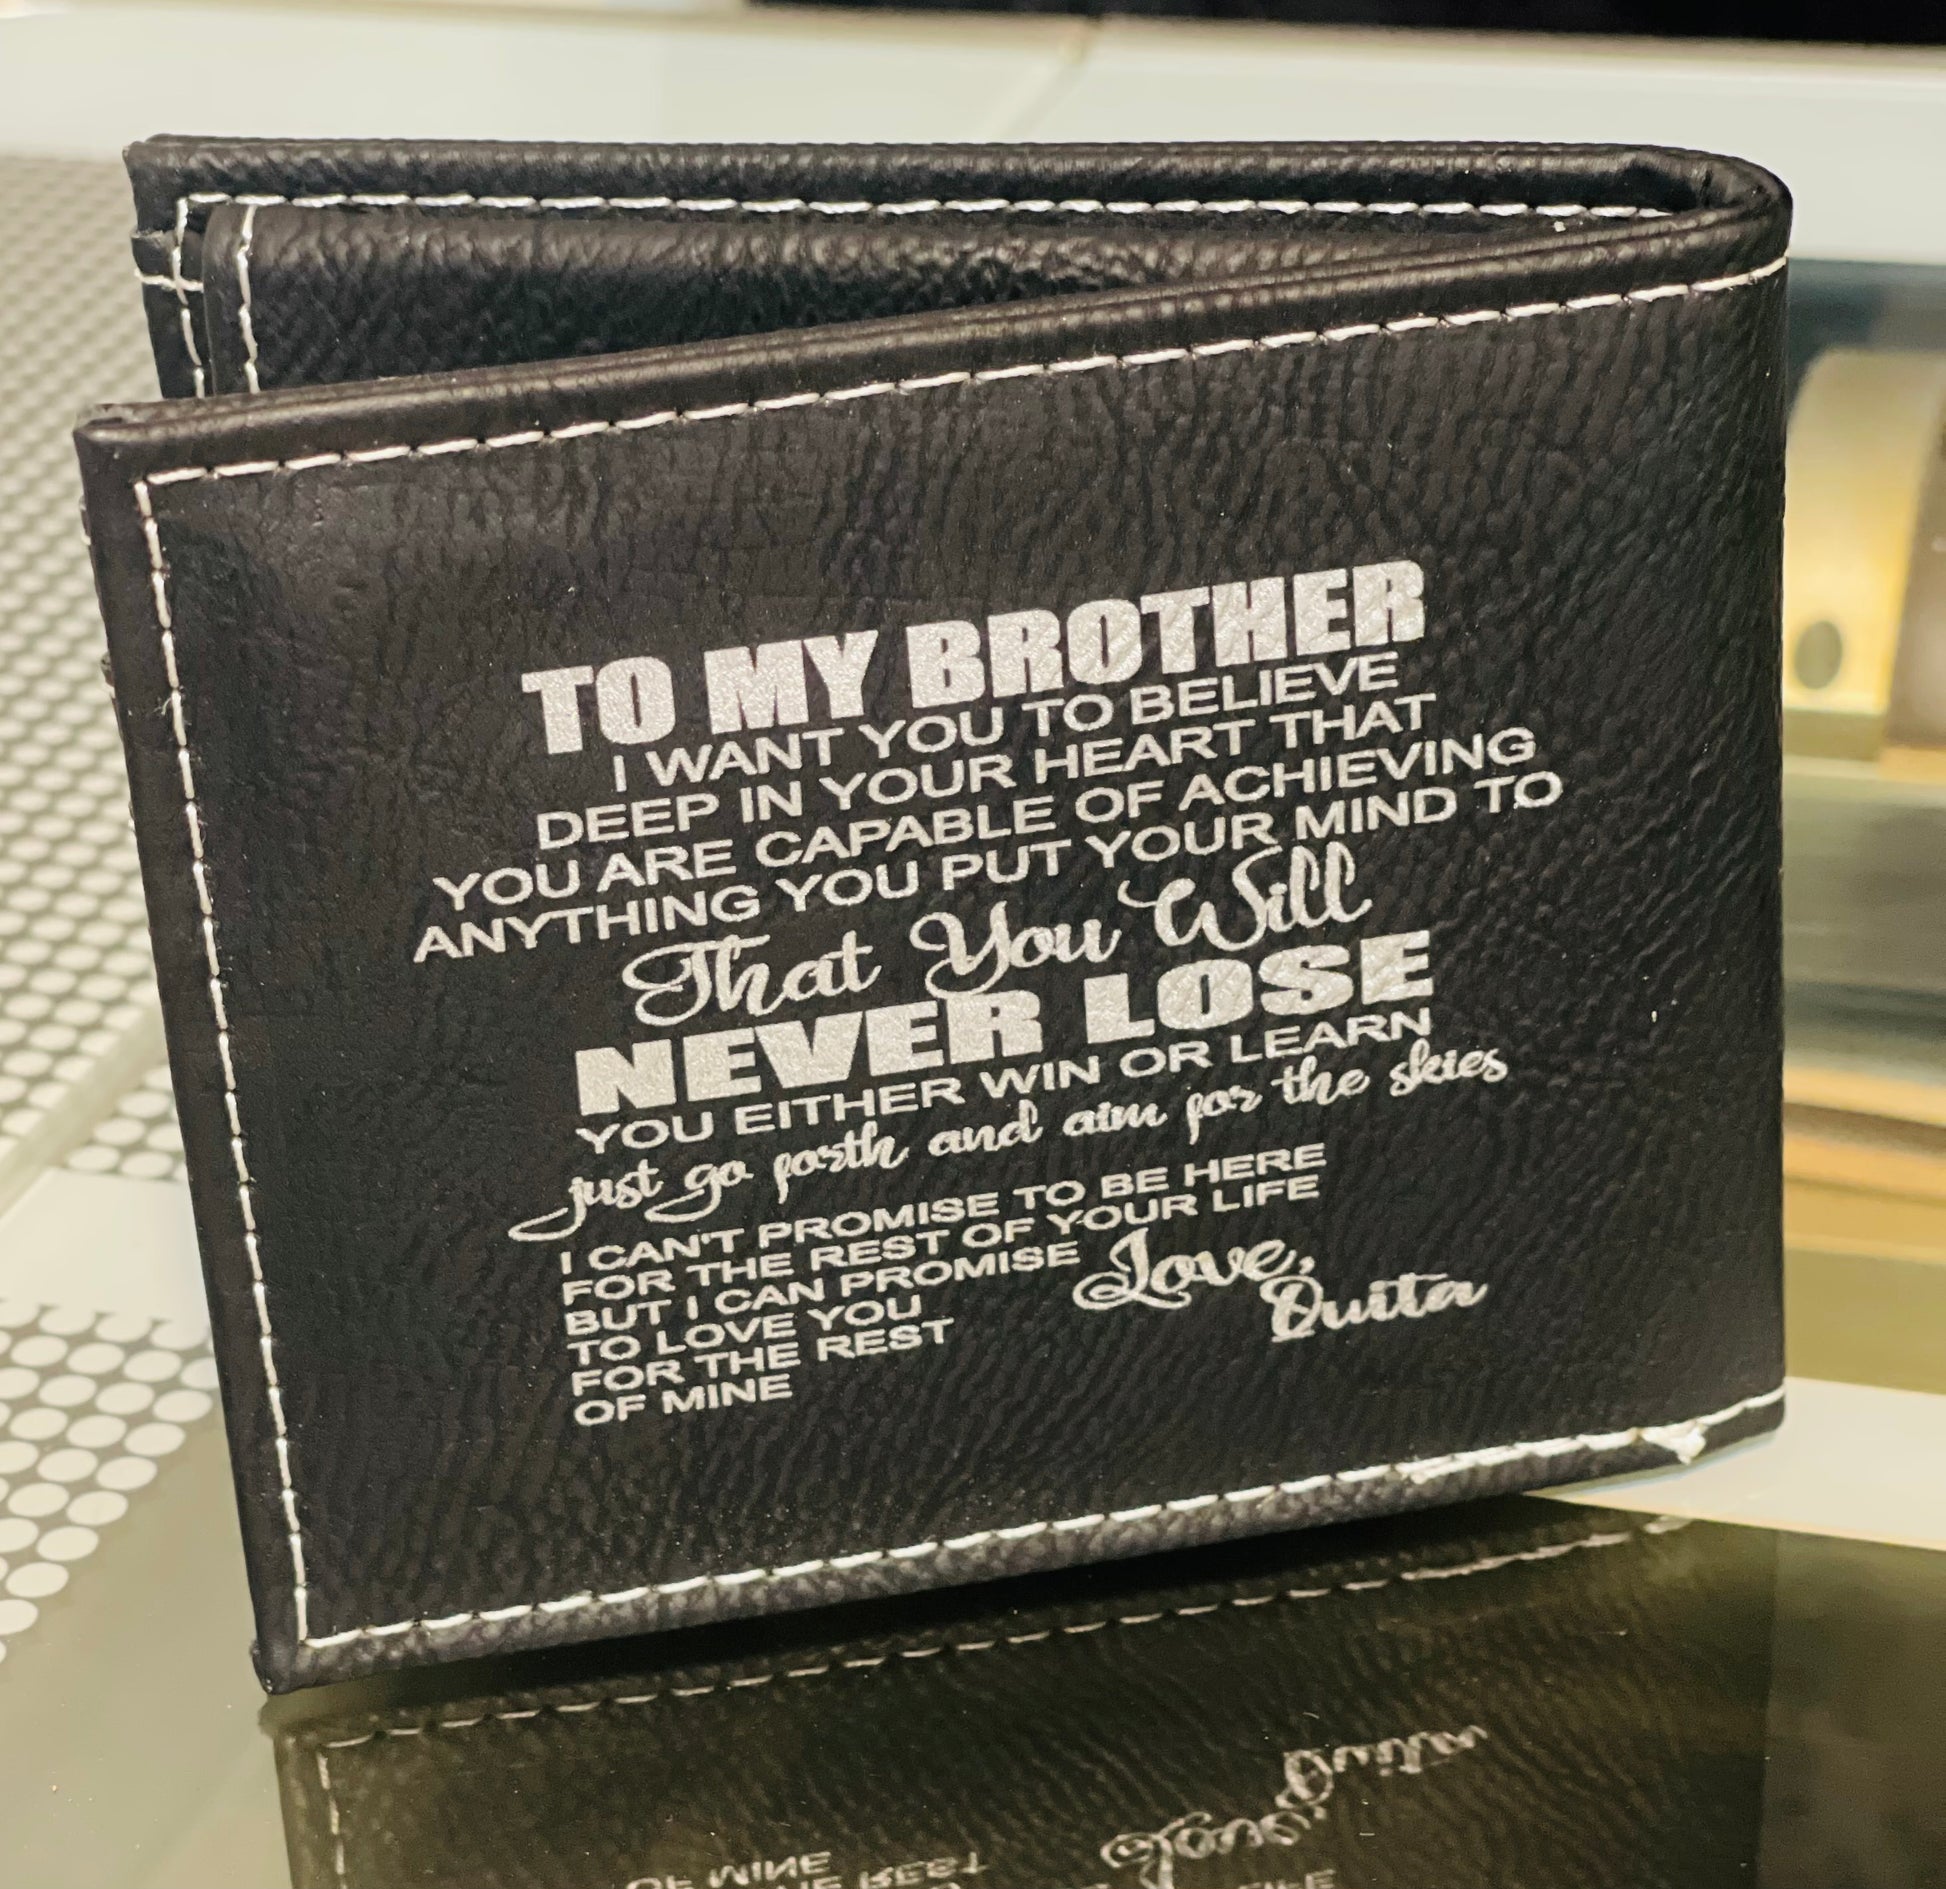 TO MY BROTHER
I WANT YOU TO BELIEVE
DEEP IN YOUR HEART THAT
YOU ARE CAPABLE OF ACHIEVING
ANYTHING YOU PUT YOUR MIND TO
That You Will
NEVER LOSE
YOU EITHER WIN OR LEARN
just go forth and aim for the skies
I CAN'T PROMISE TO BE HERE
FOR THE REST OF YOUR LIFE
BUT I CAN PROMISE
TO LOVE YOU
FOR THE REST
OF MINE
Love,
Quita